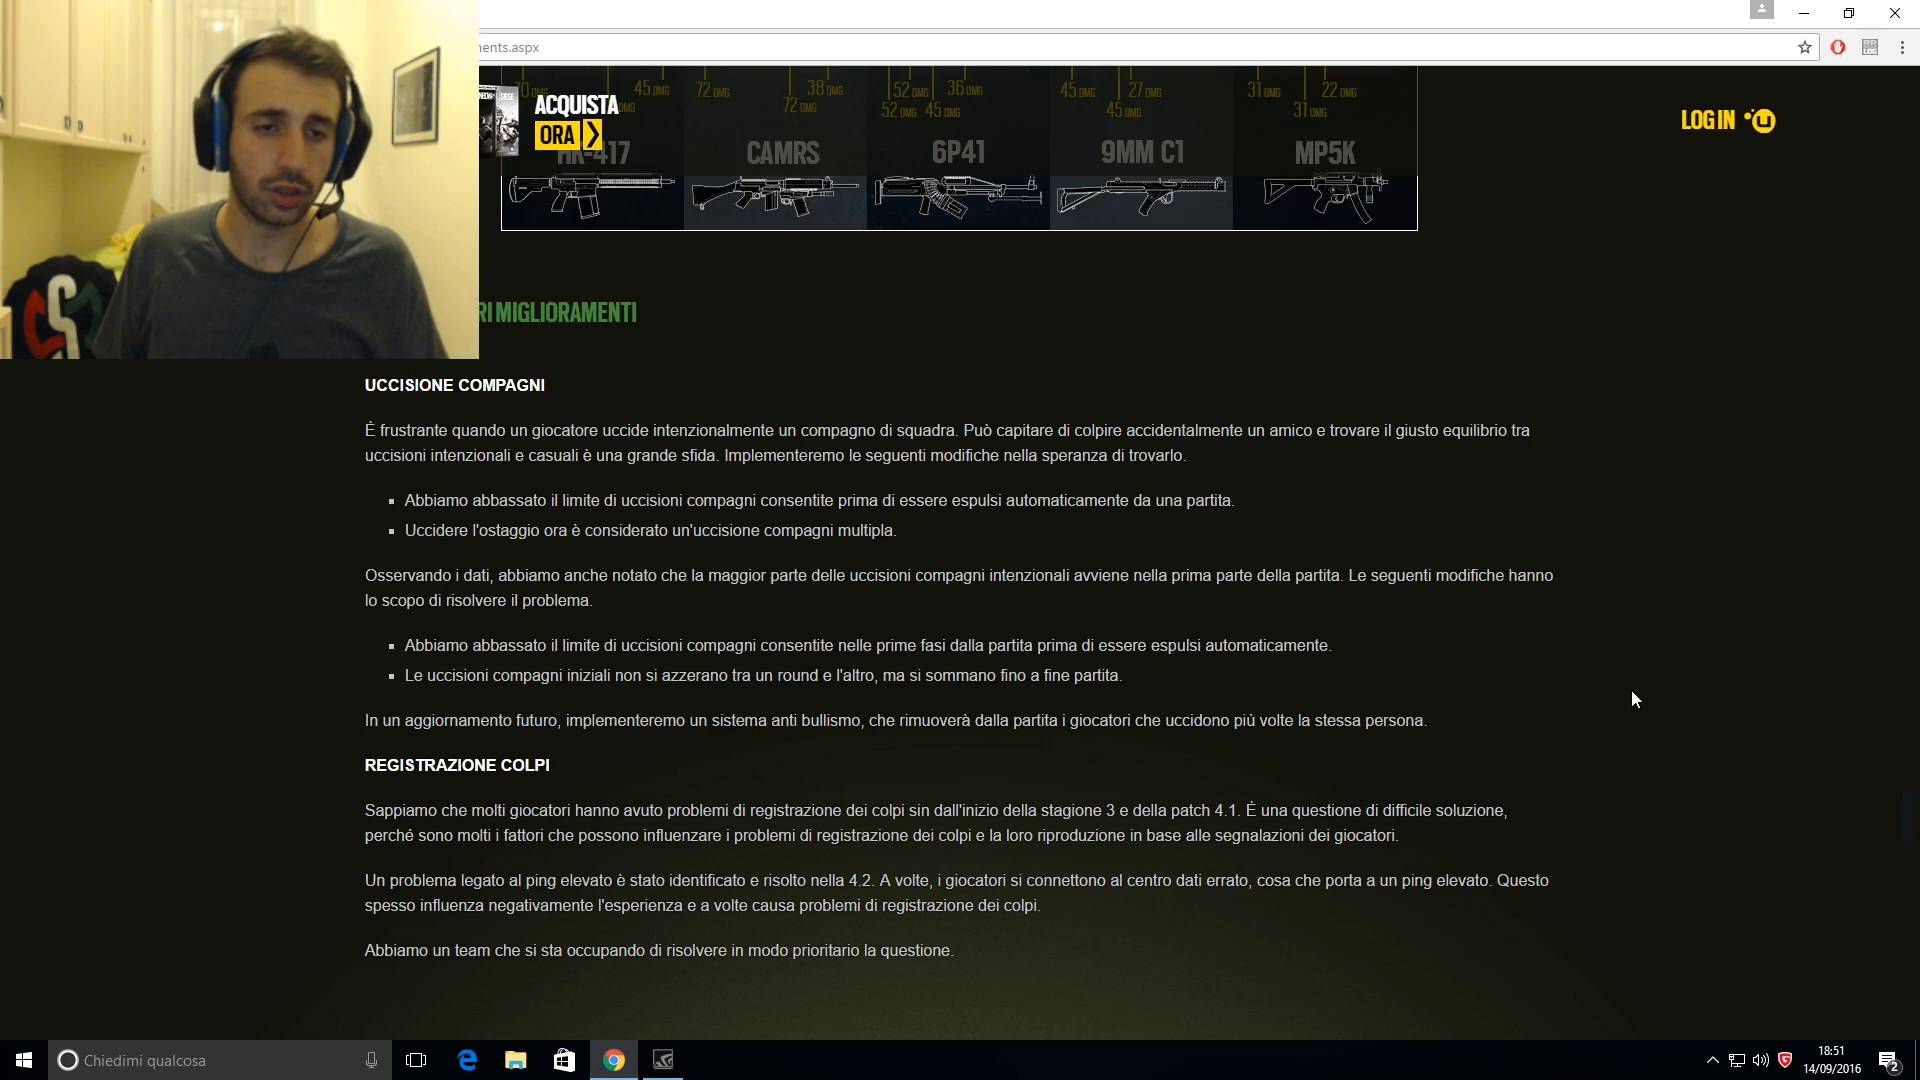 ents.aspx
70 DMG 45 DMG 72 DMG 38 DMG 52 DMG 36 DMG 45 DMG 27 DMG 31 DMG 22 DMG
DMG 72 DMG 52 DMG 45 DMG 45 DMG 31 DMG
SIEGE
ACQUISTA
ORA
LOG IN
HK-417 CAMRS 6P41 9MM C1 MP5K
RI MIGLIORAMENTI
UCCISIONE COMPAGNI
È frustrante quando un giocatore uccide intenzionalmente un compagno di squadra. Può capitare di colpire accidentalmente un amico e trovare il giusto equilibrio tra
uccisioni intenzionali e casuali è una grande sfida. Implementeremo le seguenti modifiche nella speranza di trovarlo.
Abbiamo abbassato il limite di uccisioni compagni consentite prima di essere espulsi automaticamente da una partita.
Uccidere l'ostaggio ora è considerato un'uccisione compagni multipla.
Osservando i dati, abbiamo anche notato che la maggior parte delle uccisioni compagni intenzionali avviene nella prima parte della partita. Le seguenti modifiche hanno
lo scopo di risolvere il problema.
Abbiamo abbassato il limite di uccisioni compagni consentite nelle prime fasi dalla partita prima di essere espulsi automaticamente.
Le uccisioni compagni iniziali non si azzerano tra un round e l'altro, ma si sommano fino a fine partita.
In un aggiornamento futuro, implementeremo un sistema anti bullismo, che rimuoverà dalla partita i giocatori che uccidono più volte la stessa persona.
REGISTRAZIONE COLPI
Sappiamo che molti giocatori hanno avuto problemi di registrazione dei colpi sin dall'inizio della stagione 3 e della patch 4.1. È una questione di difficile soluzione,
perché sono molti i fattori che possono influenzare i problemi di registrazione dei colpi e la loro riproduzione in base alle segnalazioni dei giocatori.
Un problema legato al ping elevato è stato identificato e risolto nella 4.2. A volte, i giocatori si connettono al centro dati errato, cosa che porta a un ping elevato. Questo
spesso influenza negativamente l'esperienza e a volte causa problemi di registrazione dei colpi.
Abbiamo un team che si sta occupando di risolvere in modo prioritario la questione.
Chiedimi qualcosa
18:51
14/09/2016
2